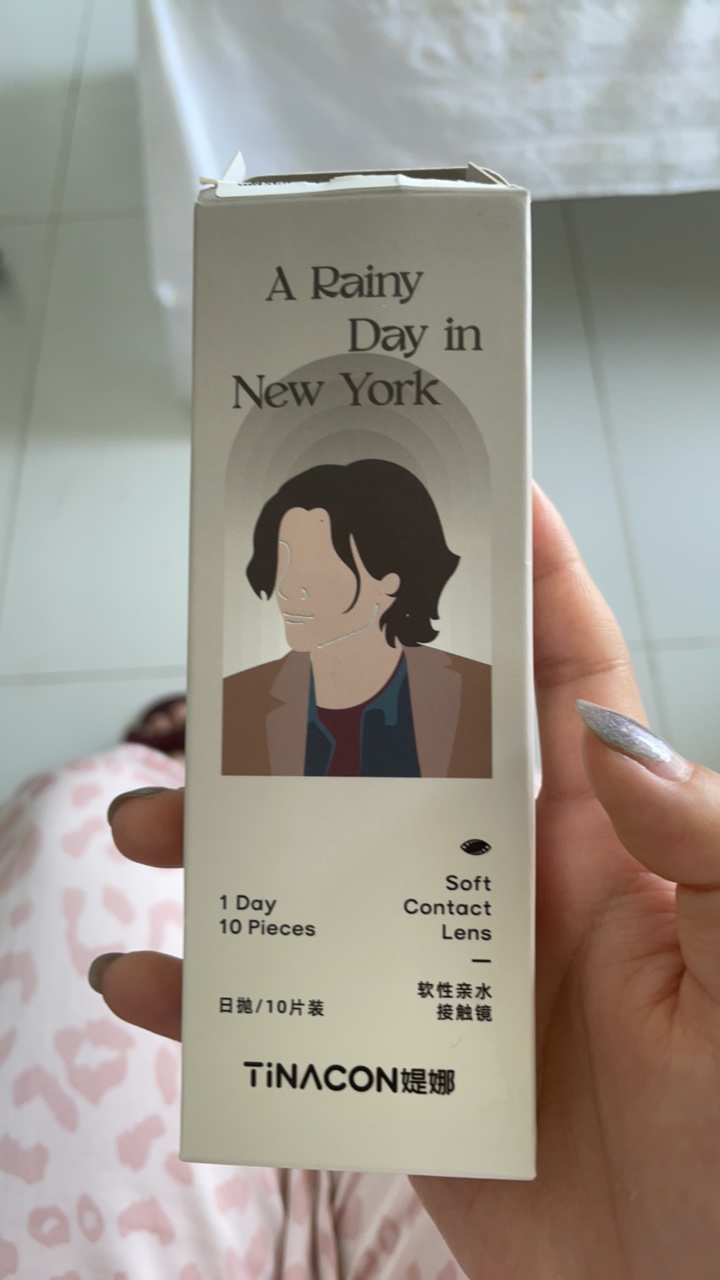 A Rainy
Day in
New York
1 Day
10 Pieces
Soft
Contact
Lens
日抛/10片装
软性亲水
接触镜
TiNACON媞娜